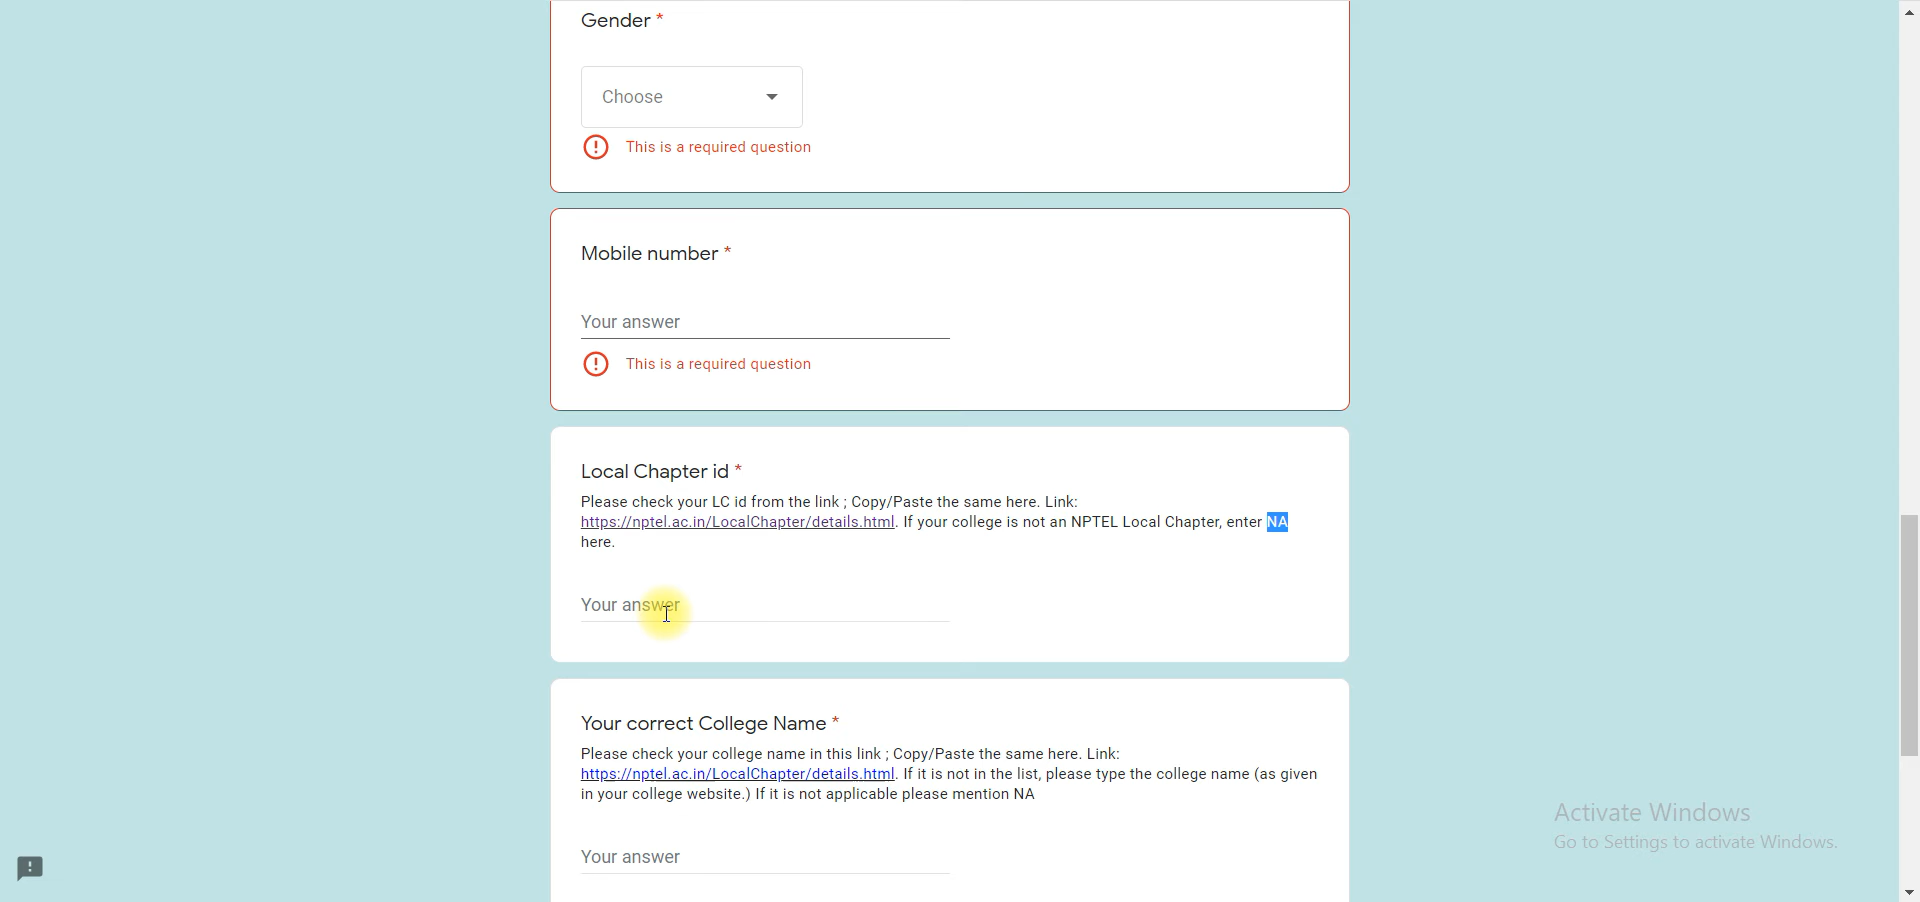 Gender *
Choose
This is a required question
Mobile number *
Your answer
This is a required question
Local Chapter id *
Please check your LC id from the link ; Copy/Paste the same here. Link:
https://nptel.ac.in/LocalChapter/details.html. If your college is not an NPTEL Local Chapter, enter NA
here.
Your answer
Your correct College Name *
Please check your college name in this link ; Copy/Paste the same here. Link:
https://nptel.ac.in/LocalChapter/details.html. If it is not in the list, please type the college name (as given
in your college website.) If it is not applicable please mention NA
Your answer
Activate Windows
Go to Settings to activate Windows.